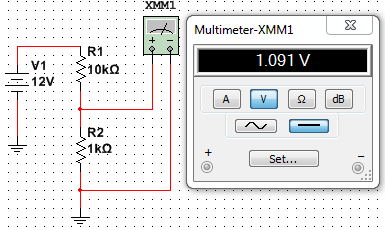 XMM1
R1
10kΩ
V1
12V
R2
1kΩ
Multimeter-XMM1
1.091 V
A
V
Ω
dB
+
Set...
−